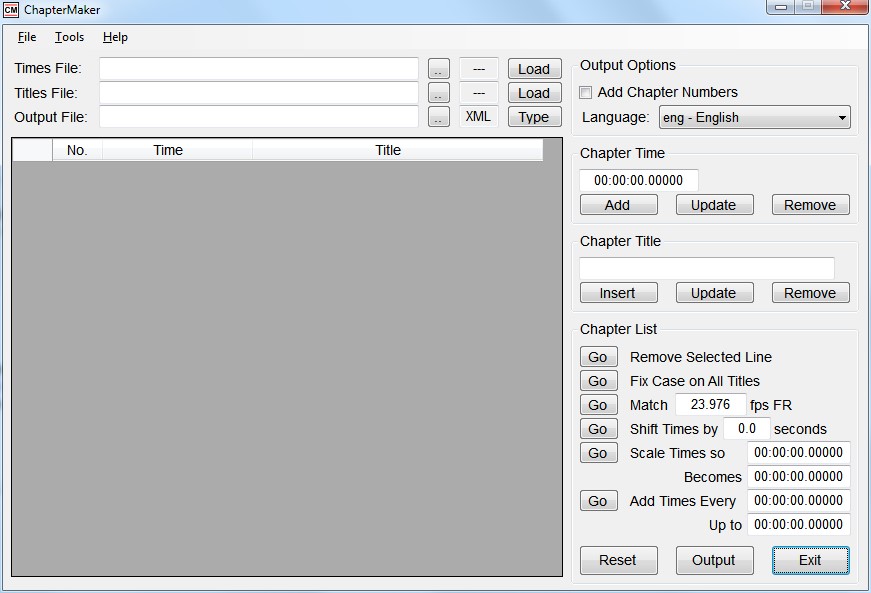 CM ChapterMaker
File Tools Help
Times File: .. --- Load
Titles File: .. --- Load
Output File: .. XML Type
No. Time Title
Output Options
Add Chapter Numbers
Language: eng - English
Chapter Time
00:00:00.00000
Add Update Remove
Chapter Title
Insert Update Remove
Chapter List
Go Remove Selected Line
Go Fix Case on All Titles
Go Match 23.976 fps FR
Go Shift Times by 0.0 seconds
Go Scale Times so 00:00:00.00000
Becomes 00:00:00.00000
Go Add Times Every 00:00:00.00000
Up to 00:00:00.00000
Reset Output Exit